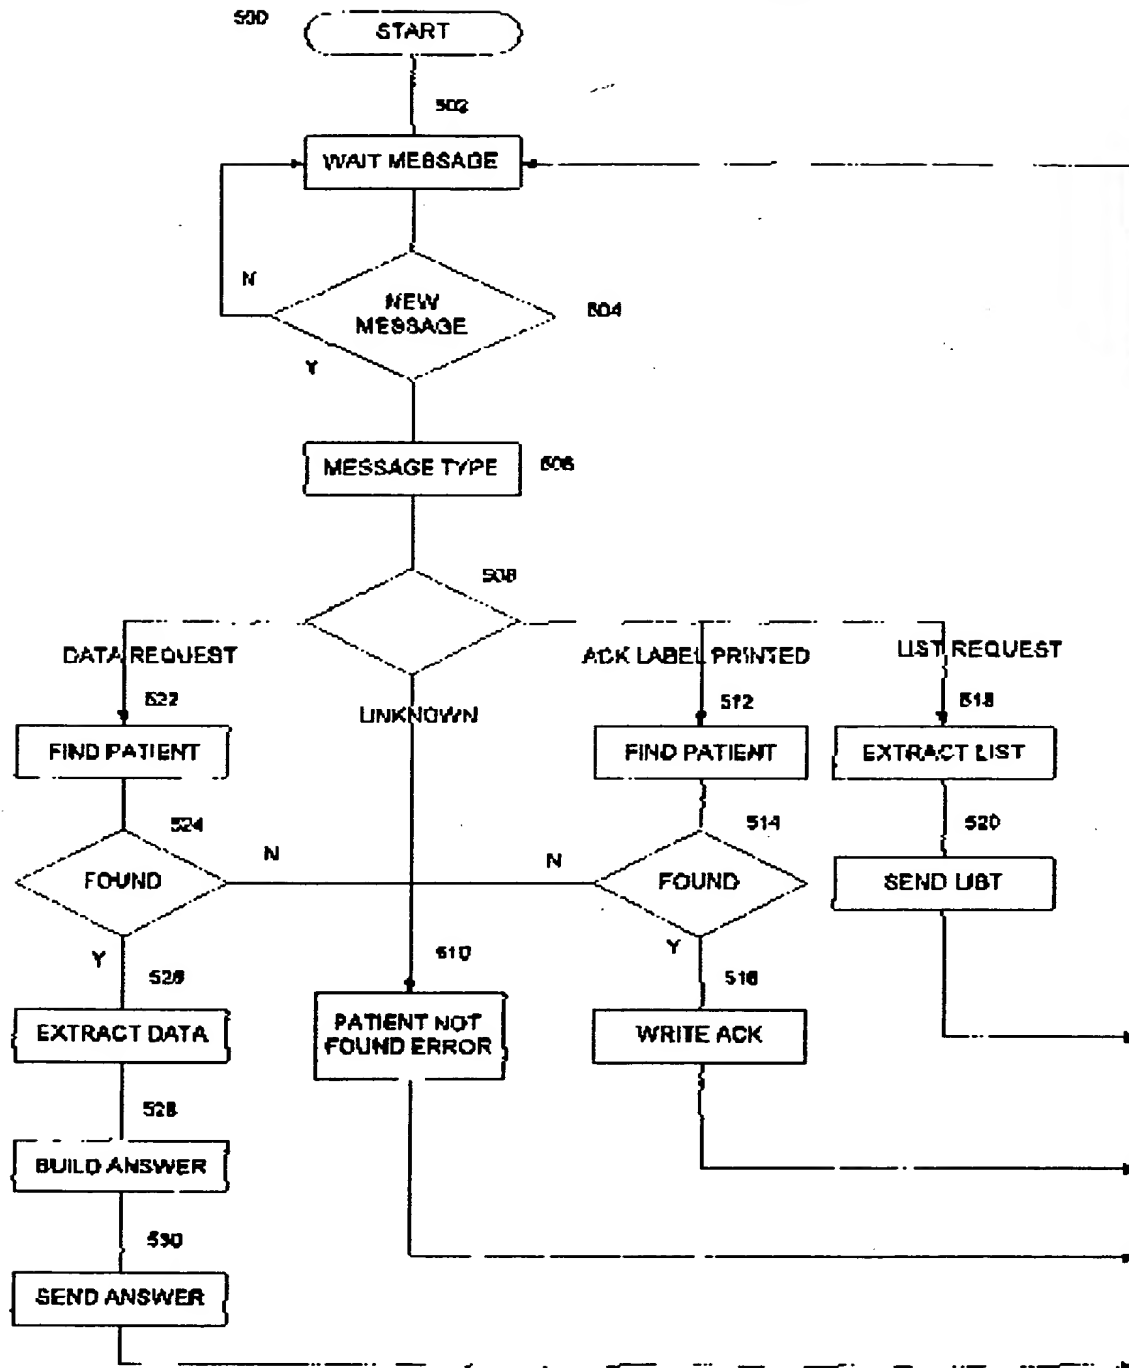 500
START
502
WAIT MESSAGE
N
NEW
MESSAGE
504
Y
MESSAGE TYPE
506
508
DATA REQUEST
ACK LABEL PRINTED
LIST REQUEST
522
UNKNOWN
512
518
FIND PATIENT
FIND PATIENT
EXTRACT LIST
524
514
520
N
N
FOUND
FOUND
SEND LIST
Y
526
510
Y
516
EXTRACT DATA
PATIENT NOT
FOUND ERROR
WRITE ACK
528
BUILD ANSWER
530
SEND ANSWER